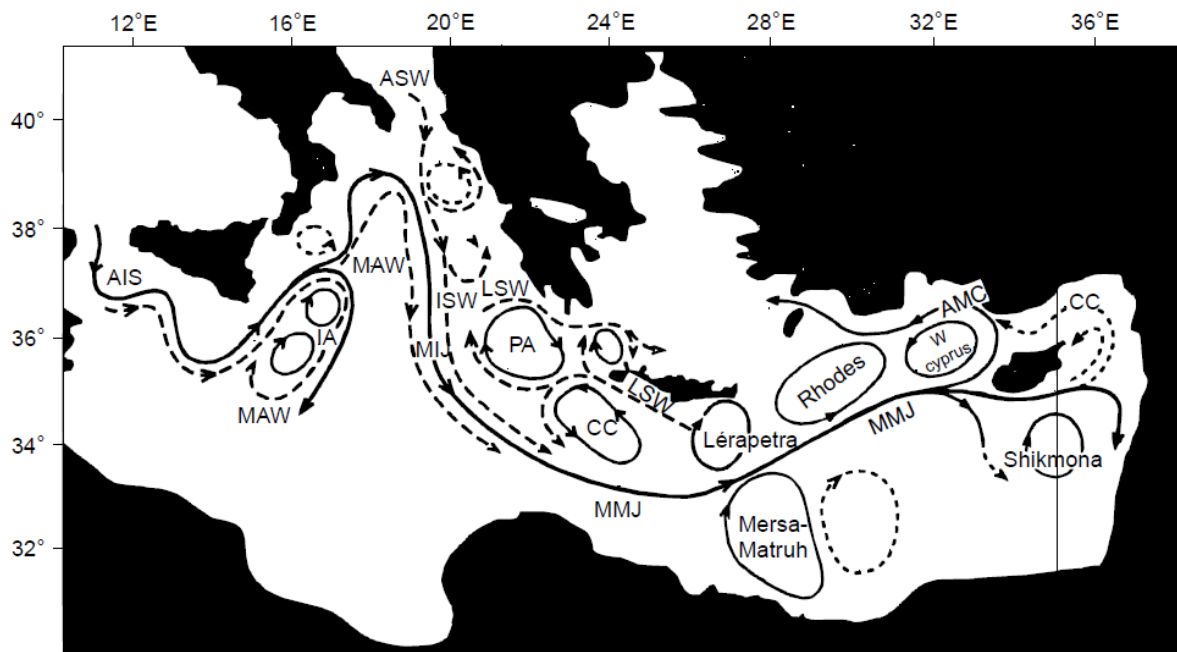 12°E 16°E 20°E 24°E 28°E 32°E 36°E
ASW
40°
38°
MAW
AIS
LSW
ISW
AMC
CC
36°
IA
MIJ
PA
W
cyprus
Rhodes
MAW
LSW
MMJ
CC
Lérapetra
34°
Shikmona
MMJ
Mersa-
Matruh
32°